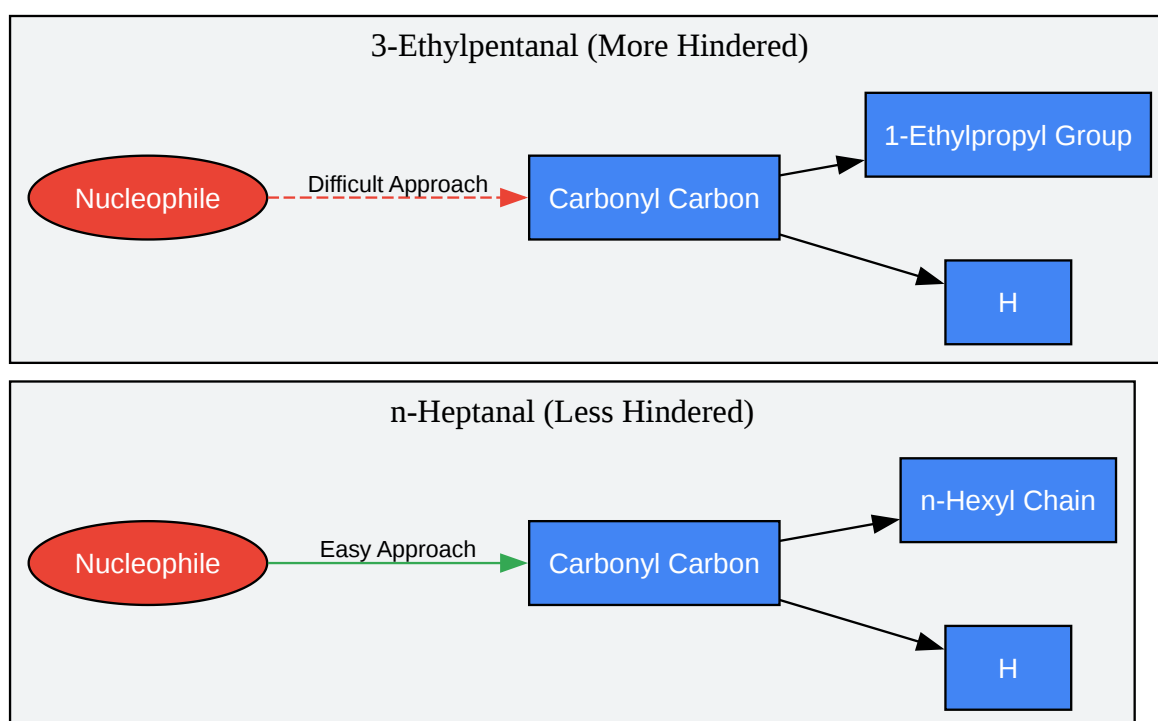 3-Ethylpentanal (More Hindered)
1-Ethylpropyl Group
Nucleophile
Difficult Approach
Carbonyl Carbon
H
n-Heptanal (Less Hindered)
n-Hexyl Chain
Nucleophile
Easy Approach
Carbonyl Carbon
H